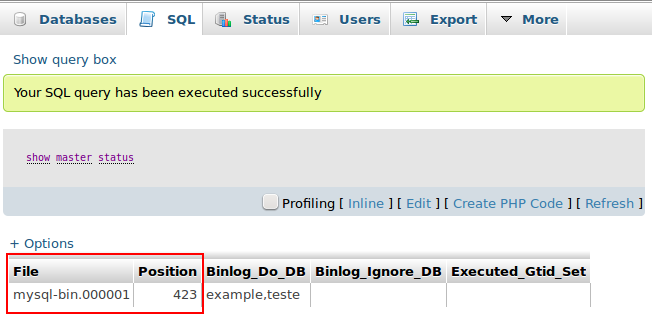 Databases SQL Status Users Export More
Show query box
Your SQL query has been executed successfully
show master status
Profiling [ Inline ] [ Edit ] [ Create PHP Code ] [ Refresh ]
+ Options
File Position Binlog_Do_DB Binlog_Ignore_DB Executed_Gtid_Set
mysql-bin.000001 423 example,teste